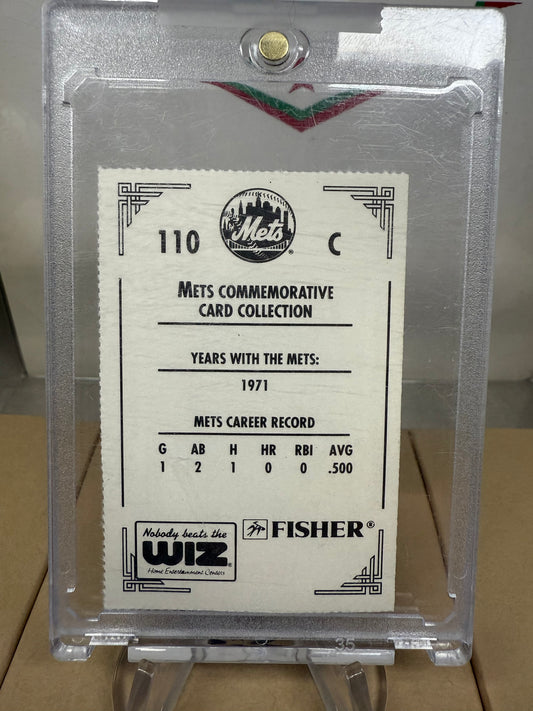 Mets
110 ® C
METS COMMEMORATIVE
CARD COLLECTION
YEARS WITH THE METS:
1971
METS CAREER RECORD
G AB H HR RBI AVG
1 2 1 0 0 .500
Nobody beats the
WIZ®
Home Entertainment Centers
FISHER®
35